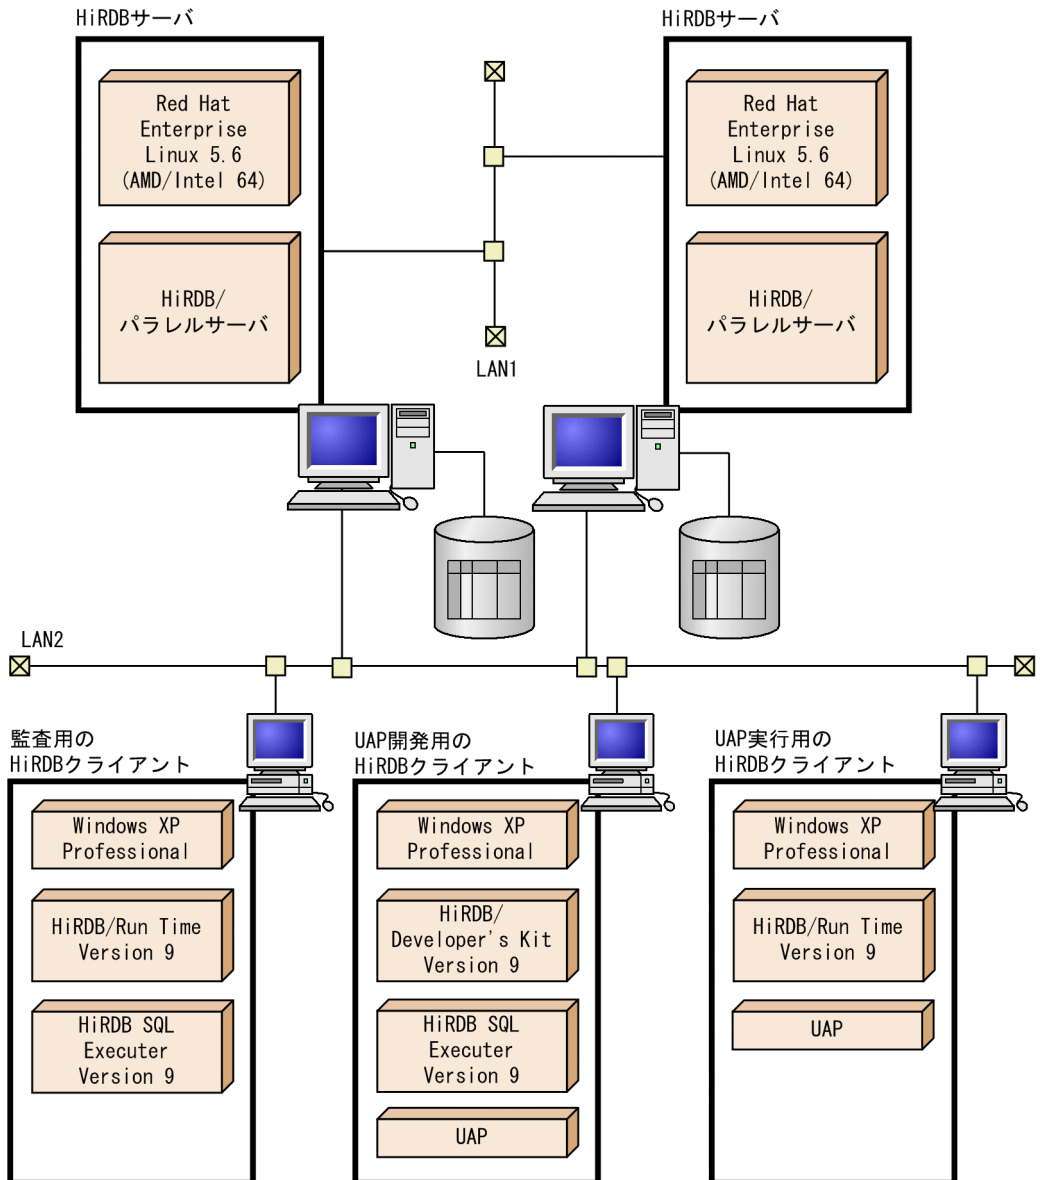 HiRDBサーバ
HiRDBサーバ
Red Hat
Enterprise
Linux 5.6
(AMD/Intel 64)
HiRDB/
パラレルサーバ
Red Hat
Enterprise
Linux 5.6
(AMD/Intel 64)
HiRDB/
パラレルサーバ
LAN1
LAN2
監査用の
HiRDBクライアント
Windows XP
Professional
HiRDB/Run Time
Version 9
HiRDB SQL
Executer
Version 9
UAP開発用の
HiRDBクライアント
Windows XP
Professional
HiRDB/
Developer's Kit
Version 9
HiRDB SQL
Executer
Version 9
UAP
UAP実行用の
HiRDBクライアント
Windows XP
Professional
HiRDB/Run Time
Version 9
UAP